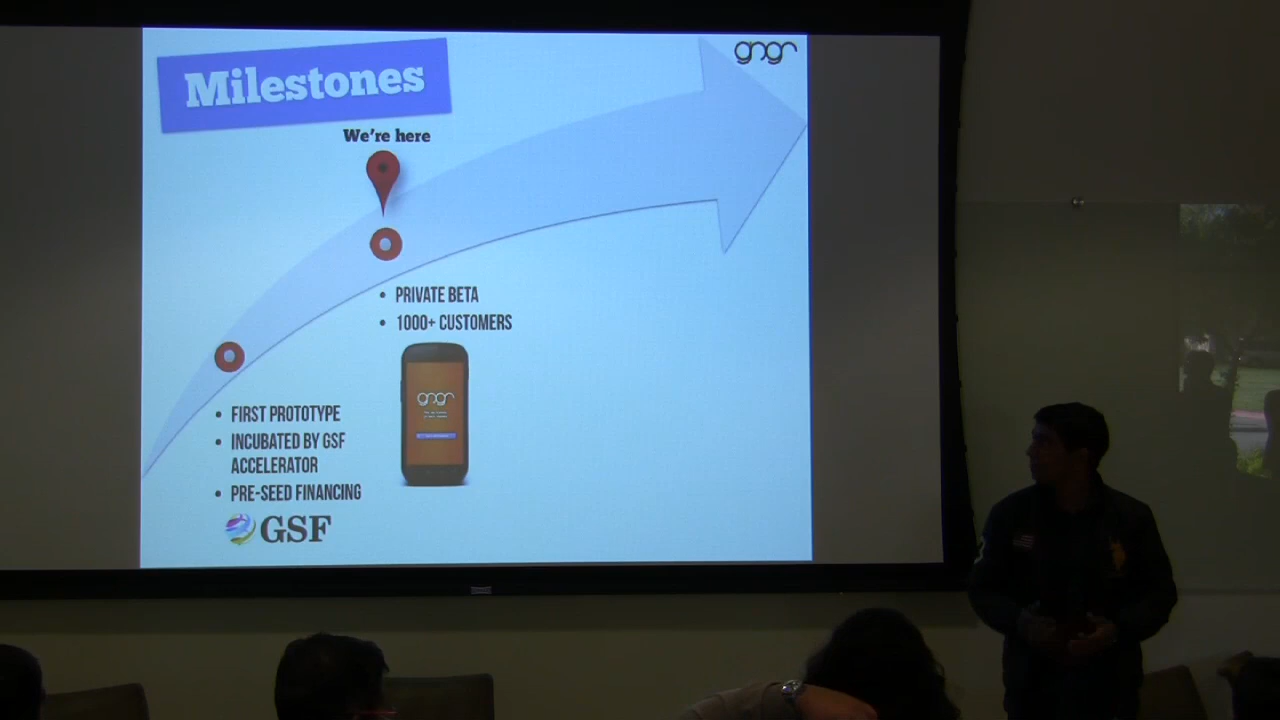 gngr
Milestones
We're here
• PRIVATE BETA
• 1000+ CUSTOMERS
gngr
• FIRST PROTOTYPE
• INCUBATED BY GSF
ACCELERATOR
• PRE-SEED FINANCING
GSF